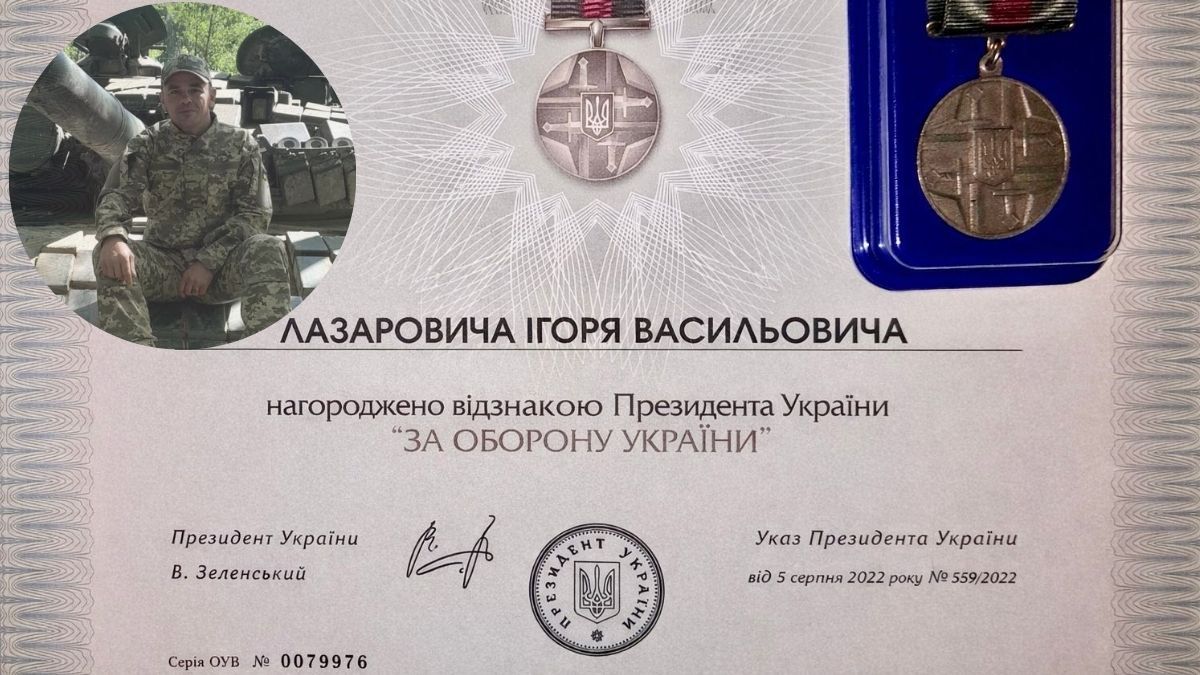 ЛАЗАРОВИЧА ІГОРЯ ВАСИЛЬОВИЧА
нагороджено відзнакою Президента України
“ЗА ОБОРОНУ УКРАЇНИ”
Президент України
В. Зеленський
ПРЕЗИДЕНТ УКРАЇНИ
Указ Президента України
від 5 серпня 2022 року № 559/2022
Серія ОУВ № 0079976